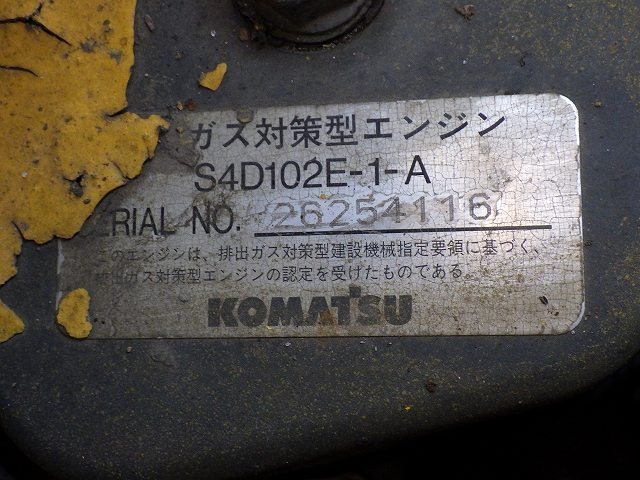 ガス対策型エンジン
S4D102E-1-A
ERIAL NO. 26254116
このエンジンは、排出ガス対策型建設機械指定要領に基づく、
排出ガス対策型エンジンの認定を受けたものである。
KOMATSU